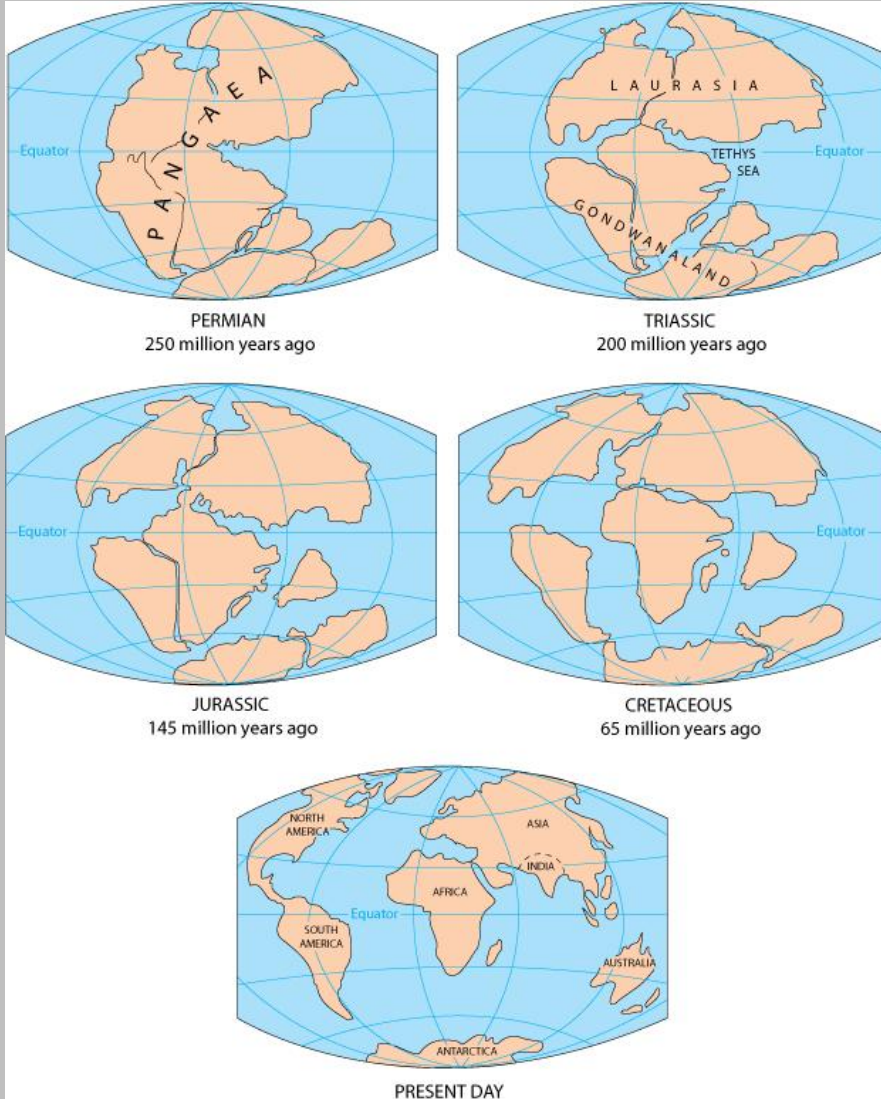 PANGAEA
Equator
PERMIAN
250 million years ago
LAURASIA
TETHYS
SEA
Equator
GONDWANALAND
TRIASSIC
200 million years ago
Equator
JURASSIC
145 million years ago
Equator
CRETACEOUS
65 million years ago
NORTH
AMERICA
ASIA
INDIA
AFRICA
Equator
SOUTH
AMERICA
AUSTRALIA
ANTARCTICA
PRESENT DAY